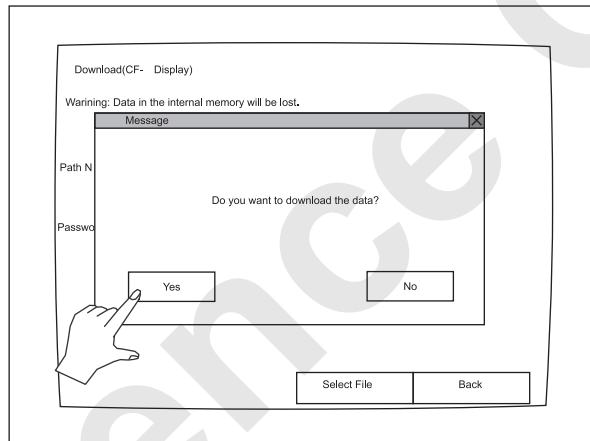 Download(CF- Display)
Warining: Data in the internal memory will be lost.
Message
Path N
Do you want to download the data?
Passwo
Yes
No
Select File
Back